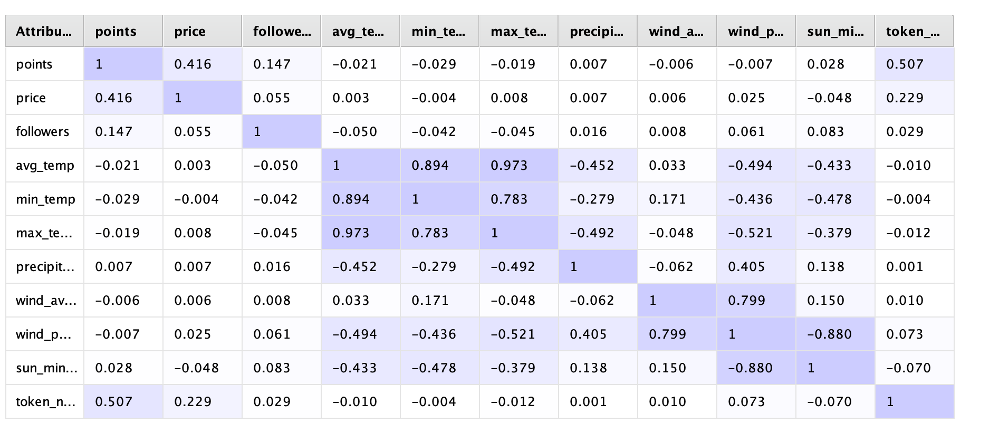 Attribu... points price followe... avg_te... min_te... max_te... precipi... wind_a... wind_p... sun_mi... token_...
points 1 0.416 0.147 -0.021 -0.029 -0.019 0.007 -0.006 -0.007 0.028 0.507
price 0.416 1 0.055 0.003 -0.004 0.008 0.007 0.006 0.025 -0.048 0.229
followers 0.147 0.055 1 -0.050 -0.042 -0.045 0.016 0.008 0.061 0.083 0.029
avg_temp -0.021 0.003 -0.050 1 0.894 0.973 -0.452 0.033 -0.494 -0.433 -0.010
min_temp -0.029 -0.004 -0.042 0.894 1 0.783 -0.279 0.171 -0.436 -0.478 -0.004
max_te... -0.019 0.008 -0.045 0.973 0.783 1 -0.492 -0.048 -0.521 -0.379 -0.012
precipit... 0.007 0.007 0.016 -0.452 -0.279 -0.492 1 -0.062 0.405 0.138 0.001
wind_av... -0.006 0.006 0.008 0.033 0.171 -0.048 -0.062 1 0.799 0.150 0.010
wind_p... -0.007 0.025 0.061 -0.494 -0.436 -0.521 0.405 0.799 1 -0.880 0.073
sun_min... 0.028 -0.048 0.083 -0.433 -0.478 -0.379 0.138 0.150 -0.880 1 -0.070
token_n... 0.507 0.229 0.029 -0.010 -0.004 -0.012 0.001 0.010 0.073 -0.070 1